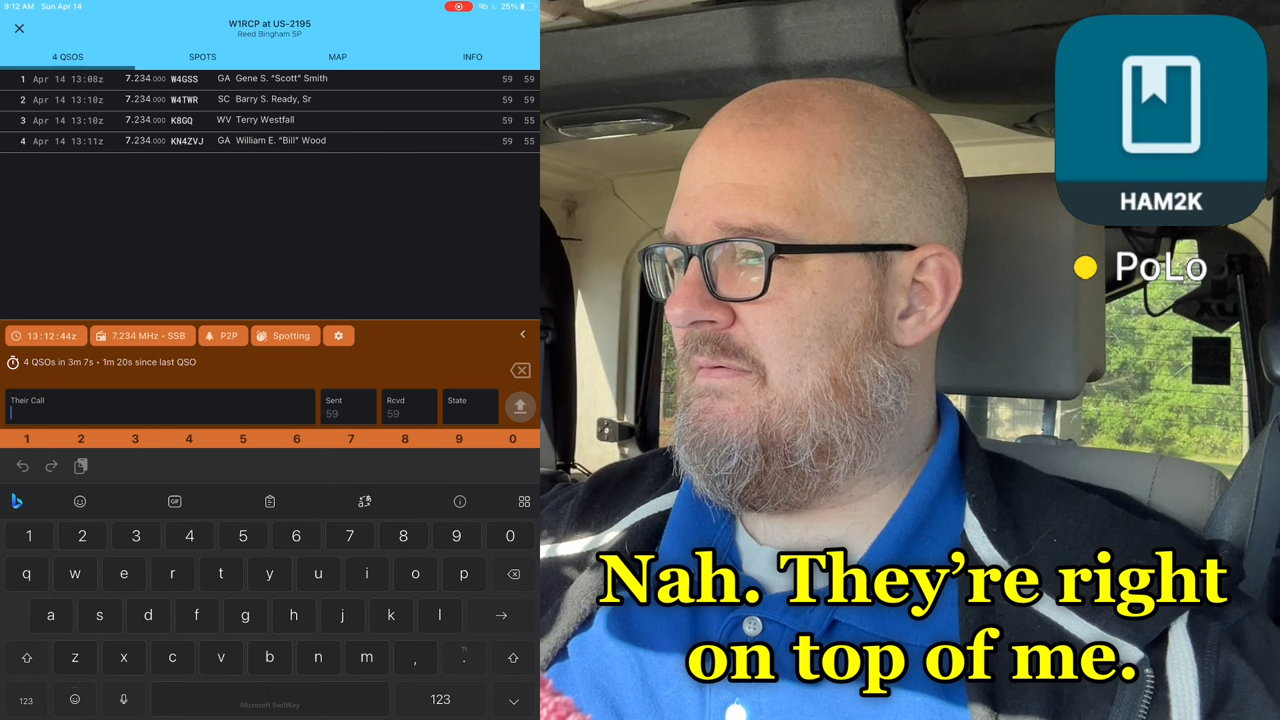 9:12 AM Sun Apr 14
25%
W1RCP at US-2195
Reed Bingham SP
4 QSOS SPOTS MAP INFO
1 Apr 14 13:08z 7.234.000 W4GSS GA Gene S. "Scott" Smith 59 59
2 Apr 14 13:10z 7.234.000 W4TWR SC Barry S. Ready, Sr 59 59
3 Apr 14 13:10z 7.234.000 K8GQ WV Terry Westfall 59 55
4 Apr 14 13:11z 7.234.000 KN4ZVJ GA William E. "Bill" Wood 59 55
13:12:44z 7.234 MHz • SSB P2P Spotting
4 QSOs in 3m 7s • 1m 20s since last QSO
Their Call Sent Rcvd State
59 59
1 2 3 4 5 6 7 8 9 0
GIF
1 2 3 4 5 6 7 8 9 0
q w e r t y u i o p
a s d f g h j k l
z x c v b n m , .
123 Microsoft SwiftKey 123
HAM2K
PoLo
Nah. They're right
on top of me.